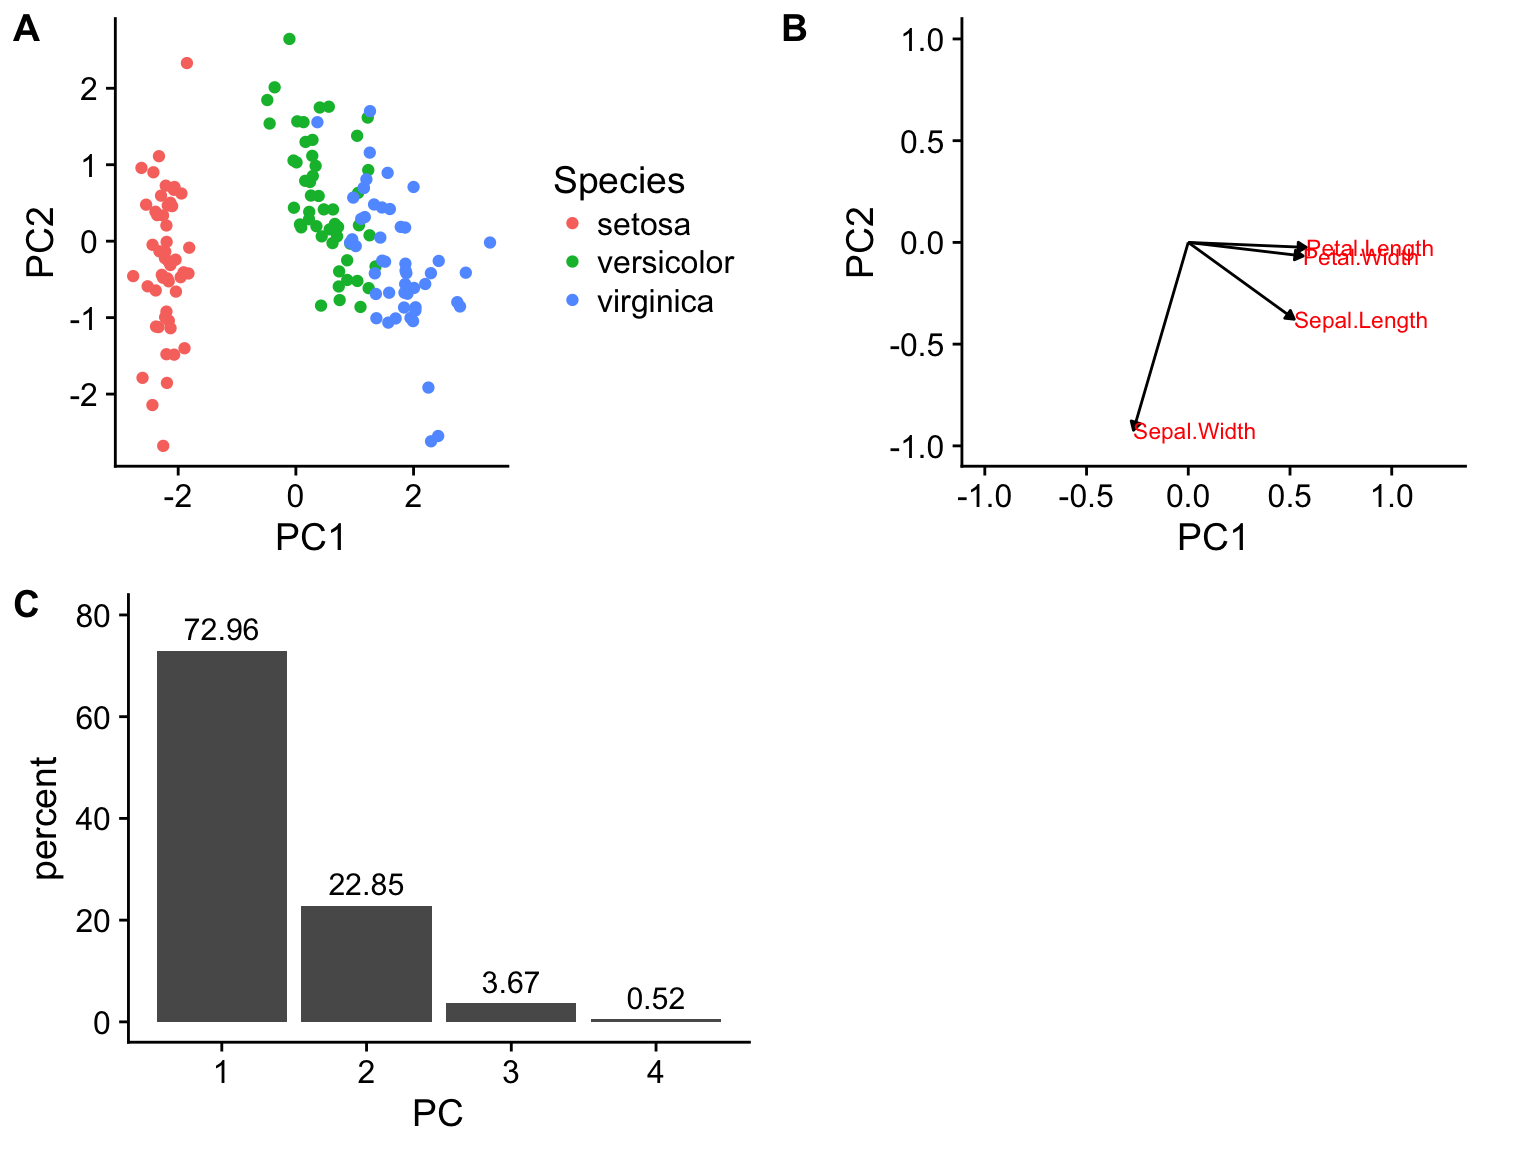 A
2
1
0
-1
-2
PC2
-2 0 2
PC1
Species
setosa
versicolor
virginica
B
1.0
0.5
0.0
-0.5
-1.0
PC2
Petal.Length
Petal.Width
Sepal.Length
Sepal.Width
-1.0 -0.5 0.0 0.5 1.0
PC1
C
80
60
40
20
0
percent
72.96
22.85
3.67
0.52
1 2 3 4
PC